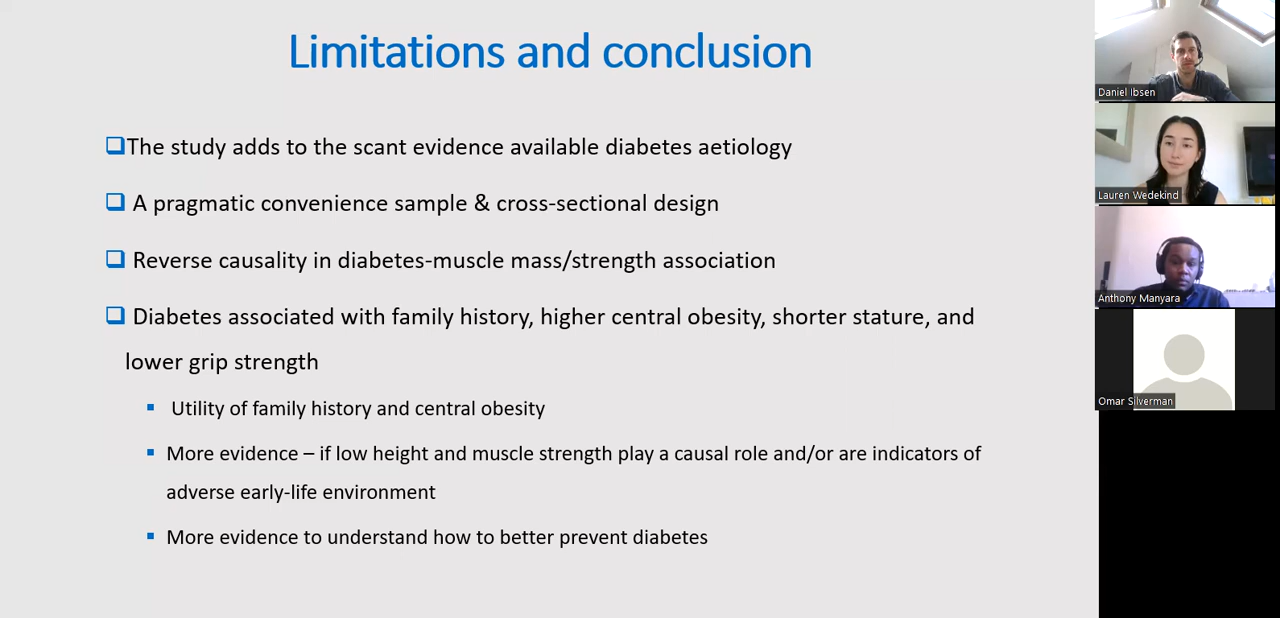 Limitations and conclusion
The study adds to the scant evidence available diabetes aetiology
A pragmatic convenience sample & cross-sectional design
Reverse causality in diabetes-muscle mass/strength association
Diabetes associated with family history, higher central obesity, shorter stature, and
lower grip strength
Utility of family history and central obesity
More evidence – if low height and muscle strength play a causal role and/or are indicators of
adverse early-life environment
More evidence to understand how to better prevent diabetes
Daniel Ibsen
Lauren Wedekind
Anthony Manyara
Omar Silverman